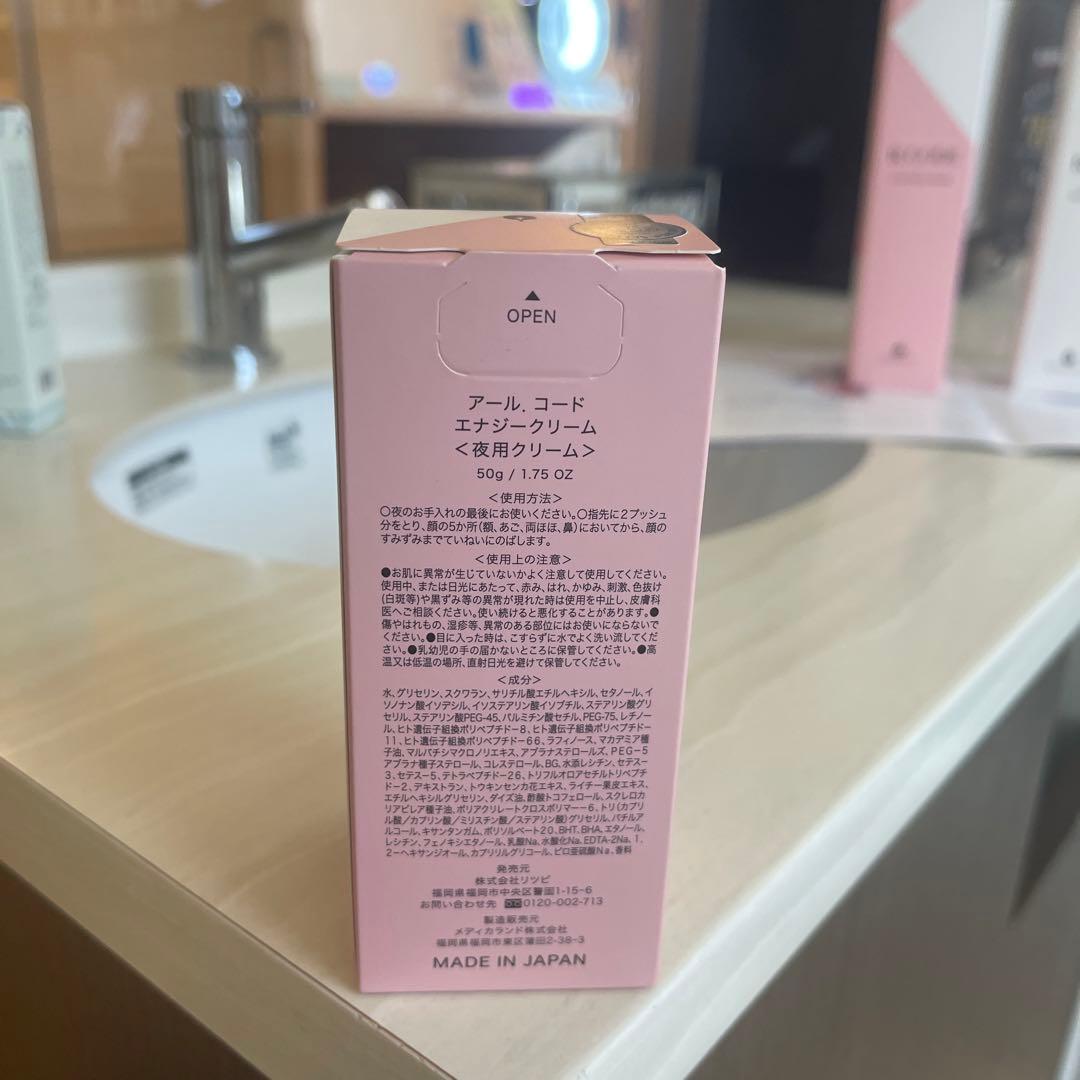 OPEN
アール．コード
エナジークリーム
＜夜用クリーム＞
50g / 1.75 OZ
＜使用方法＞
〇夜のお手入れの最後にお使いください。〇指先に2プッシュ
分をとり、顔の5か所(額、あご、両ほほ、鼻)においてから、顔の
すみずみまでていねいにのばします。
＜使用上の注意＞
●お肌に異常が生じていないかよく注意して使用してください。
使用中、または日光にあたって、赤み、はれ、かゆみ、刺激、色抜け
(白斑等)や黒ずみ等の異常が現れた時は使用を中止し、皮膚科
医へご相談ください。使い続けると悪化することがあります。●
傷やはれもの、湿疹等、異常のある部位にはお使いにならないで
ください。●目に入った時は、こすらずに水でよく洗い流してくだ
さい。●乳幼児の手の届かないところに保管してください。●高
温又は低温の場所、直射日光を避けて保管してください。
＜成分＞
水、グリセリン、スクワラン、サリチル酸エチルヘキシル、セタノール、イ
ソノナン酸イソデシル、イソステアリン酸イソプチル、ステアリン酸グリ
セリル、ステアリン酸PEG-45、パルミチン酸セチル、PEG-75、レチノー
ル、ヒト遺伝子組換ポリペプチド-8、ヒト遺伝子組換ポリペプチド-
11、ヒト遺伝子組換ポリペプチド-66、ラフィノース、マカデミア種
子油、マルバチシマクロノリエキス、アブラナステロールズ、PEG-5
アブラナ種子ステロール、コレステロール、BG、水添レシチン、セテス-
3、セテス-5、テトラペプチド-26、トリフルオロアセチルトリペプチ
ド-2、デキストラン、トウキンセンカ花エキス、ライチー果皮エキス、
エチルヘキシルグリセリン、ダイズ油、酢酸トコフェロール、スクレロカ
リアビレア種子油、ポリアクリレートクロスポリマー-6、トリ(カプリ
ル酸/カプリン酸/ミリスチン酸/ステアリン酸)グリセリル、バチルア
ルコール、キサンタンガム、ポリソルベート20、BHT、BHA、エタノール、
レシチン、フェノキシエタノール、乳酸Na、水酸化Na、EDTA-2Na、1,
2-ヘキサンジオール、カプリリルグリコール、ピロ亜硫酸Na、香料
発売元
株式会社リツビ
福岡県福岡市中央区警固1-15-6
お問い合わせ先 0120-002-713
製造販売元
メディカランド株式会社
福岡県福岡市東区蒲田2-38-3
MADE IN JAPAN